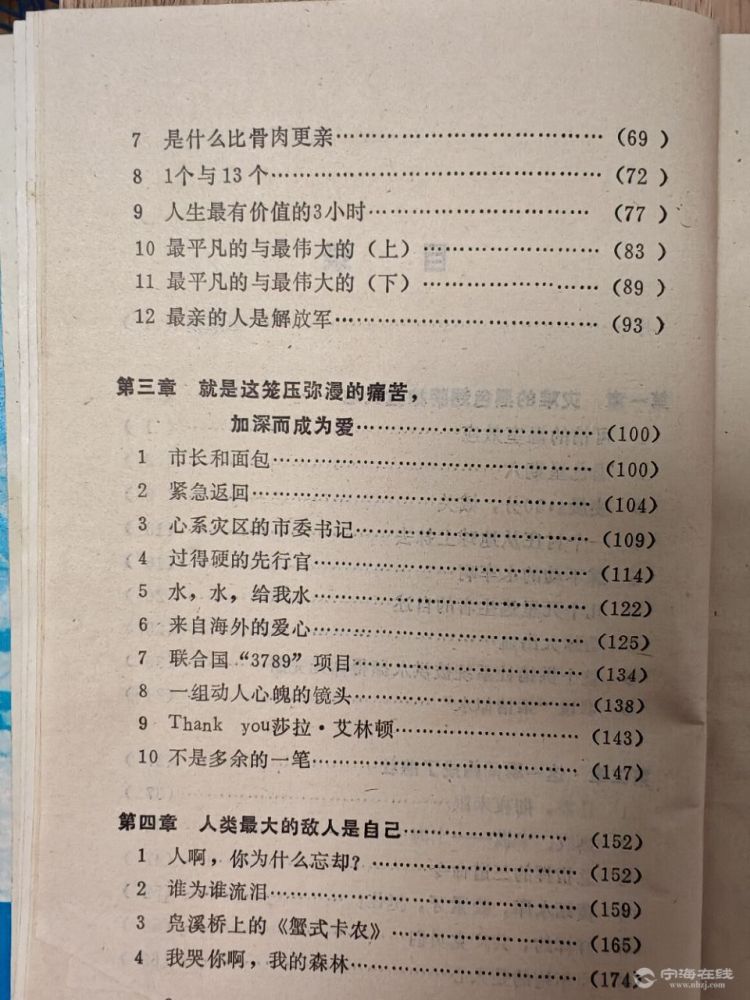 7 是什么比骨肉更亲……………………………………(69 )
8 1个与13个……………………………………………(72 )
9 人生最有价值的3小时……………………………… (77 )
10 最平凡的与最伟大的（上）…………………………(83 )
11 最平凡的与最伟大的（下）…………………………(89 )
12 最亲的人是解放军……………………………………(93 )
第三章 就是这笼压弥漫的痛苦，
加深而成为爱…………………………………(100)
1 市长和面包……………………………………………(100)
2 紧急返回………………………………………………(104)
3 心系灾区的市委书记…………………………………(109)
4 过得硬的先行官………………………………………(114)
5 水，水，给我水………………………………………(122)
6 来自海外的爱心………………………………………(125)
7 联合国“3789”项目…………………………………(134)
8 一组动人心魄的镜头…………………………………(138)
9 Thank you莎拉·艾林顿………………………………(143)
10 不是多余的一笔………………………………………(147)
第四章 人类最大的敌人是自己……………………… (152)
1 人啊，你为什么忘却？………………………………(152)
2 谁为谁流泪……………………………………………(159)
3 凫溪桥上的《蟹式卡农》……………………………(165)
4 我哭你啊，我的森林…………………………………(174)
宁海在线
www.nhzj.com